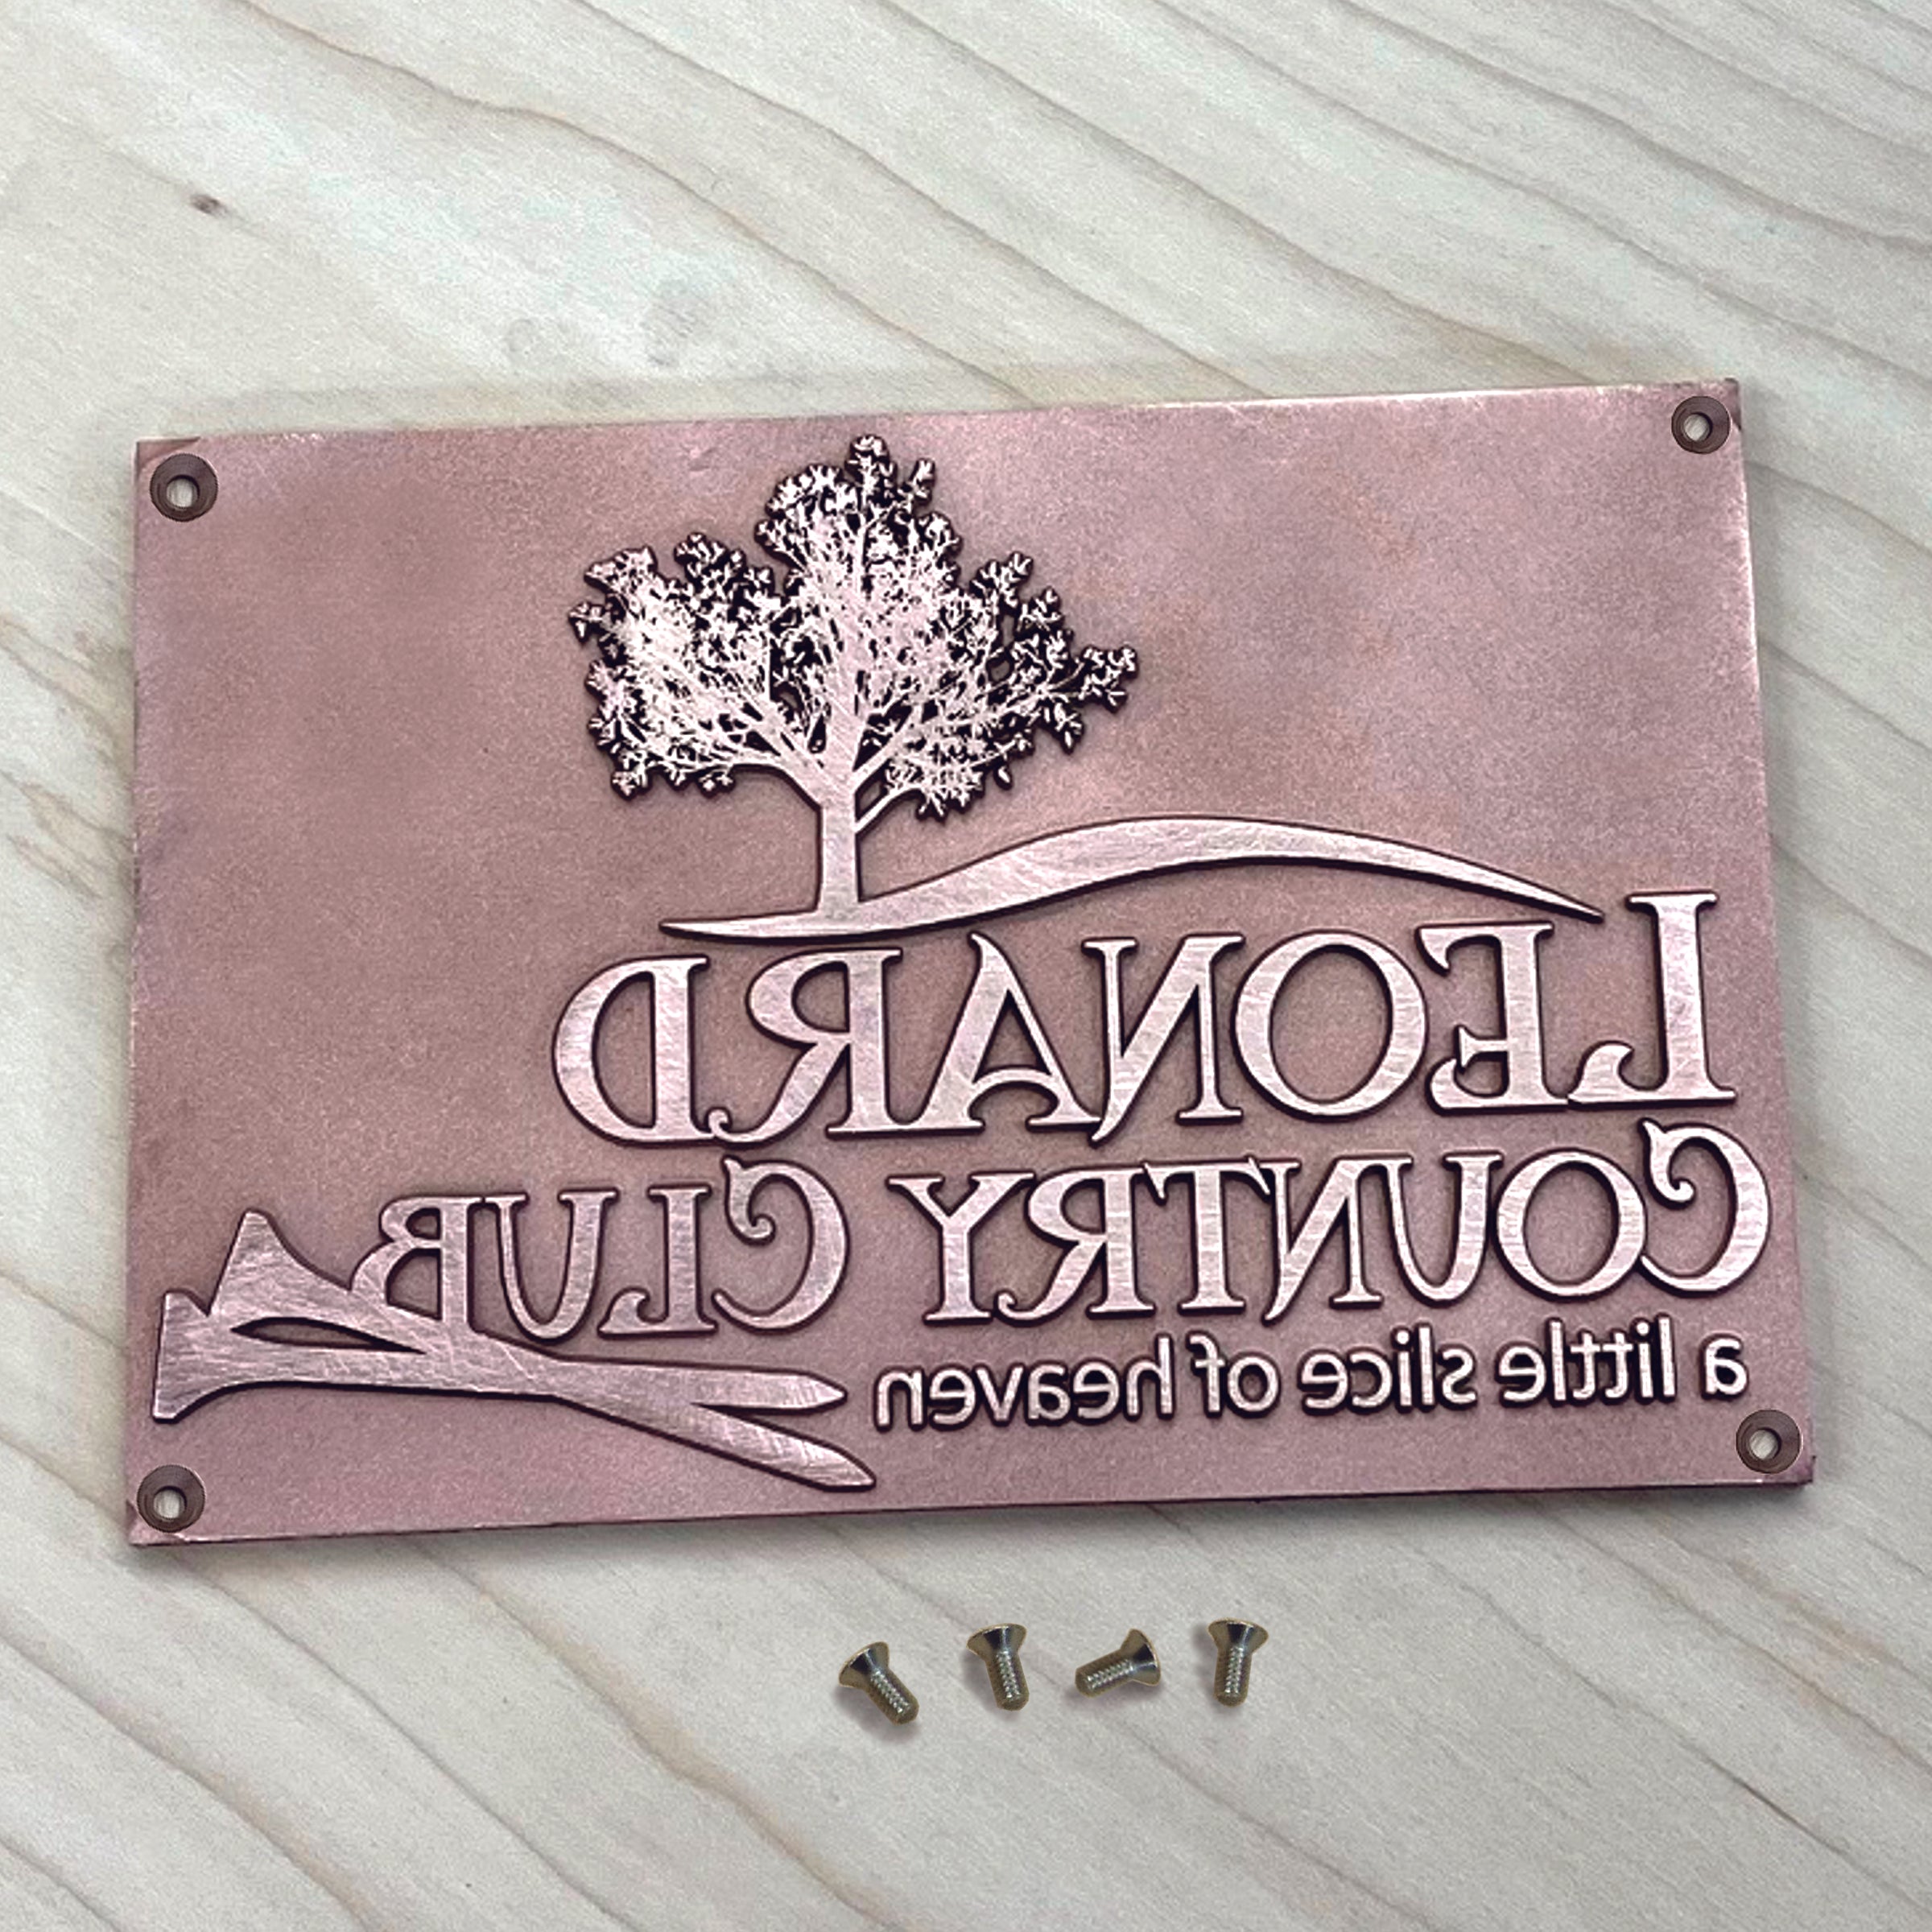 LEONARD
COUNTRY CLUB
a little slice of heaven